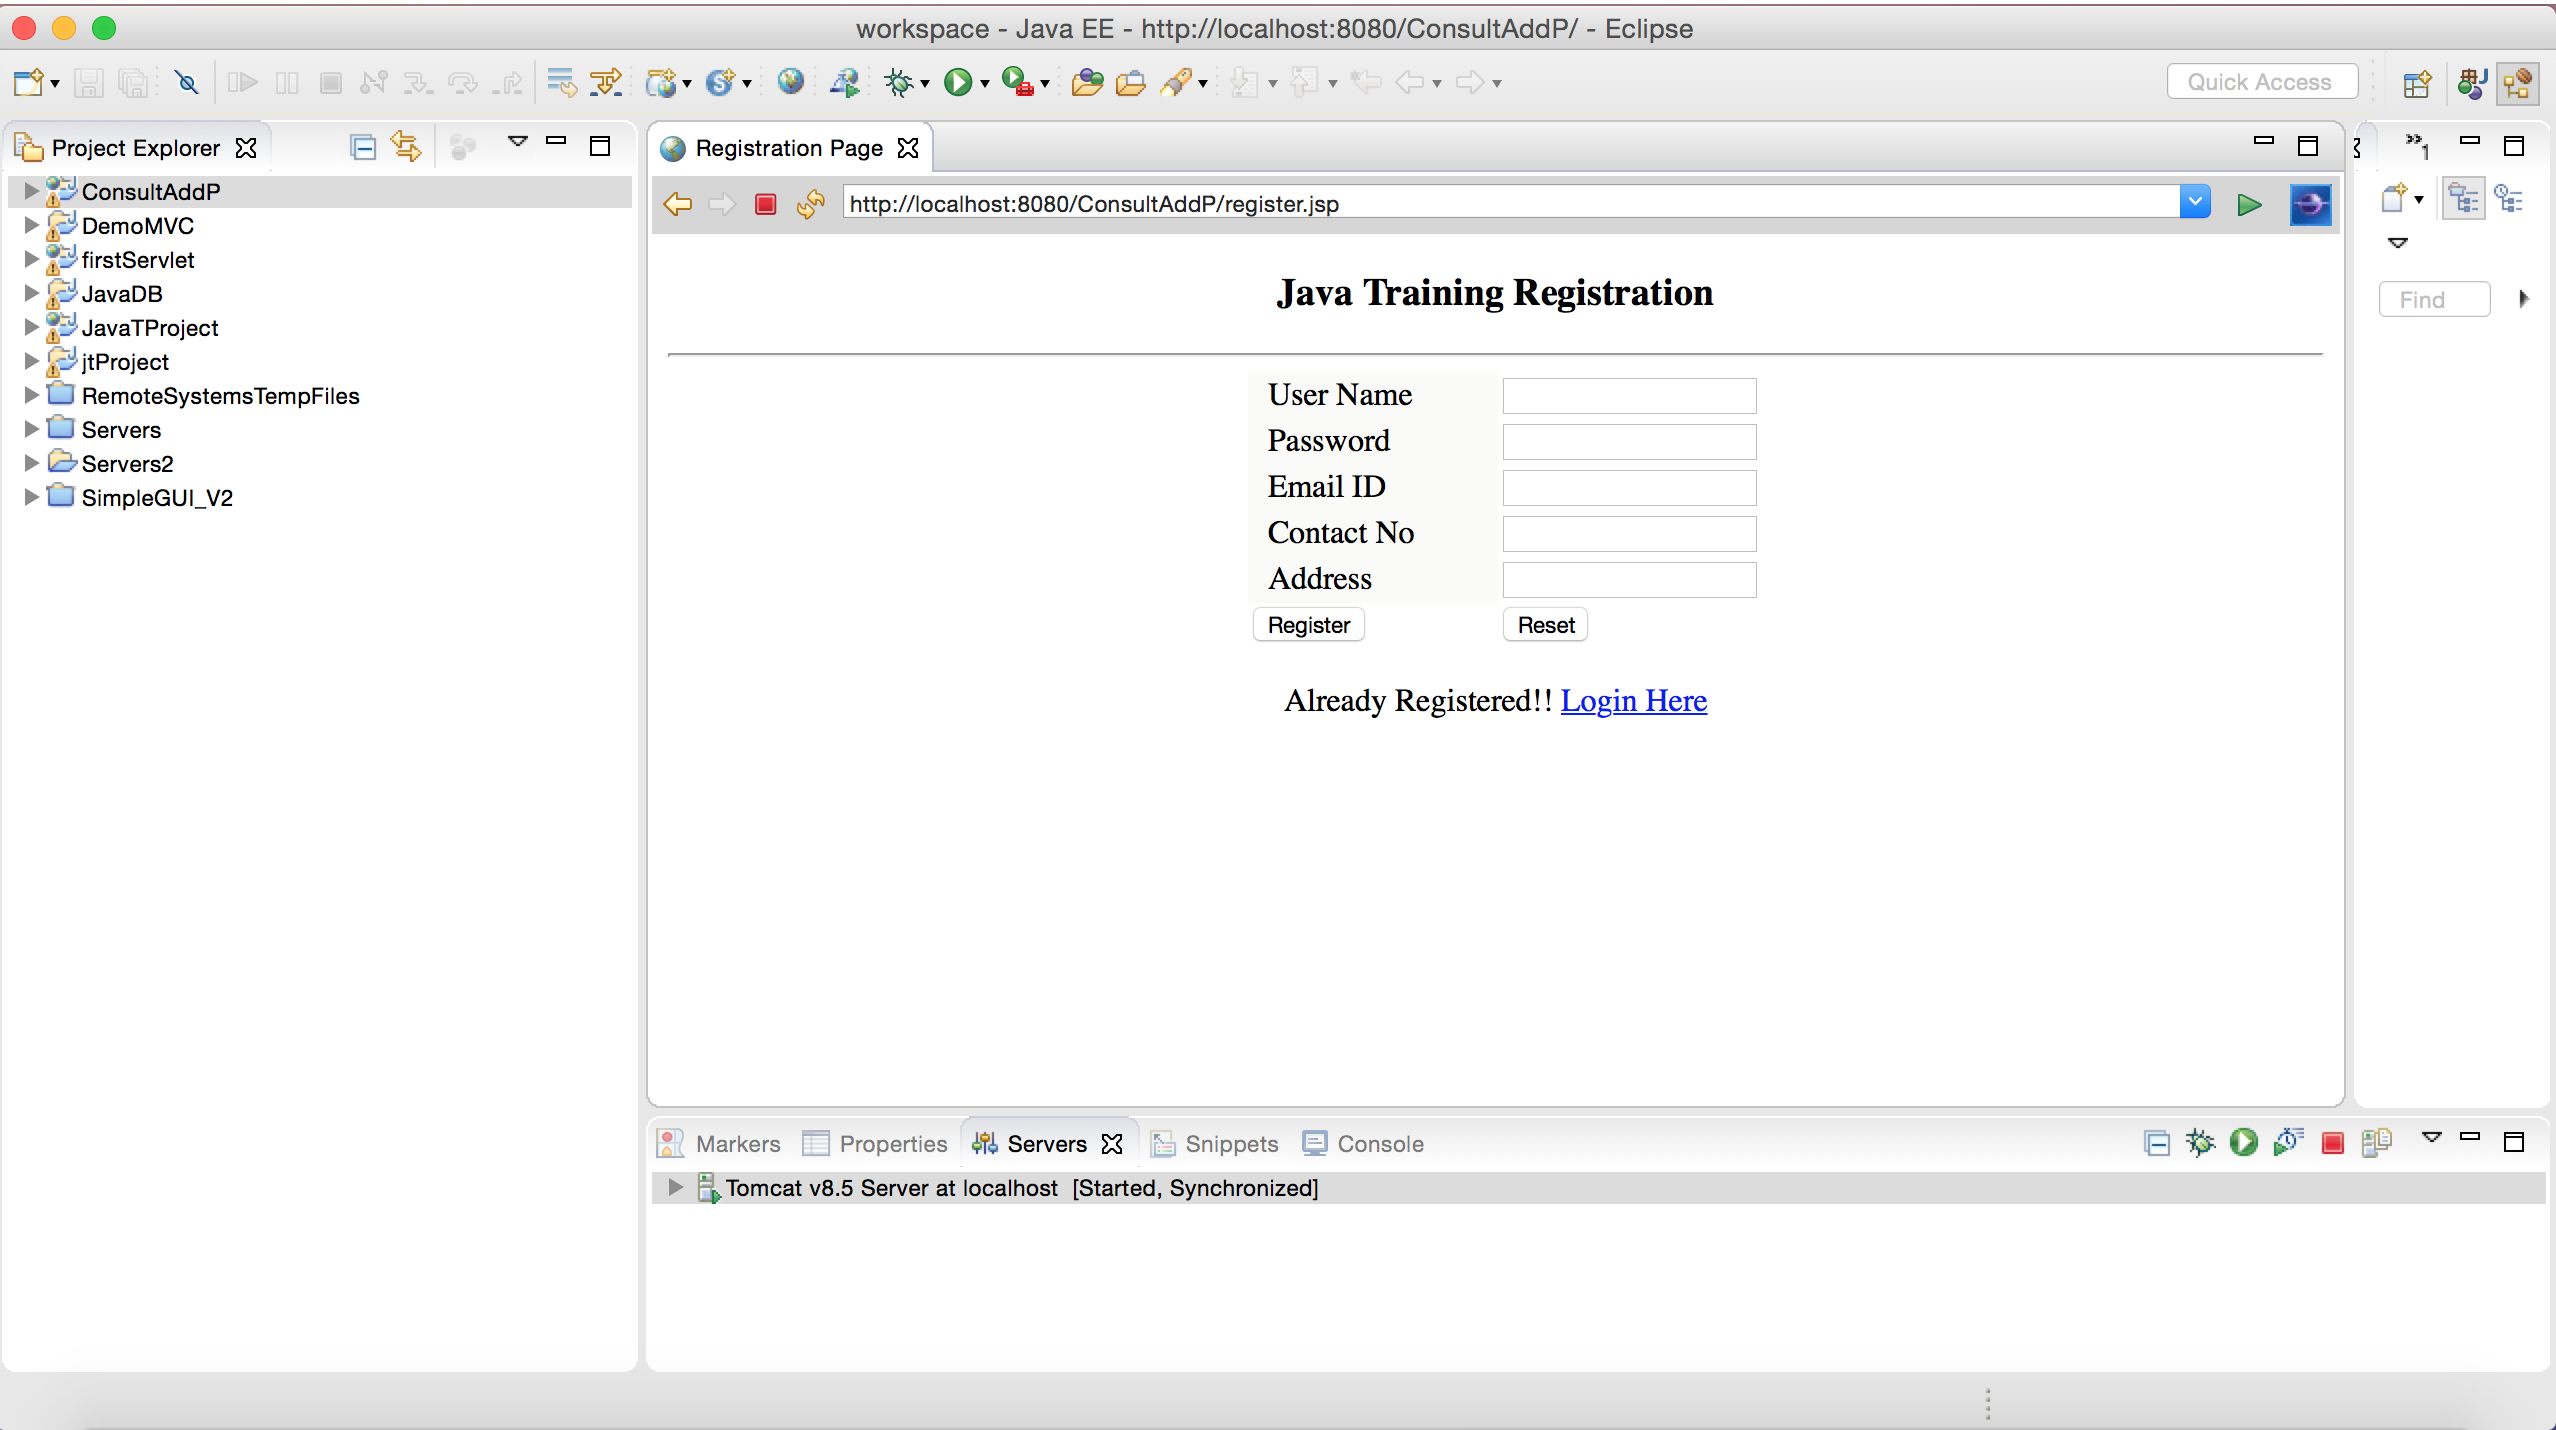 workspace - Java EE - http://localhost:8080/ConsultAddP/ - Eclipse
Quick Access
Project Explorer
ConsultAddP
DemoMVC
firstServlet
JavaDB
JavaTProject
jtProject
RemoteSystemsTempFiles
Servers
Servers2
SimpleGUI_V2
Registration Page
http://localhost:8080/ConsultAddP/register.jsp
Java Training Registration
User Name
Password
Email ID
Contact No
Address
Register Reset
Already Registered!! Login Here
»1
Find
Markers Properties Servers Snippets Console
Tomcat v8.5 Server at localhost [Started, Synchronized]